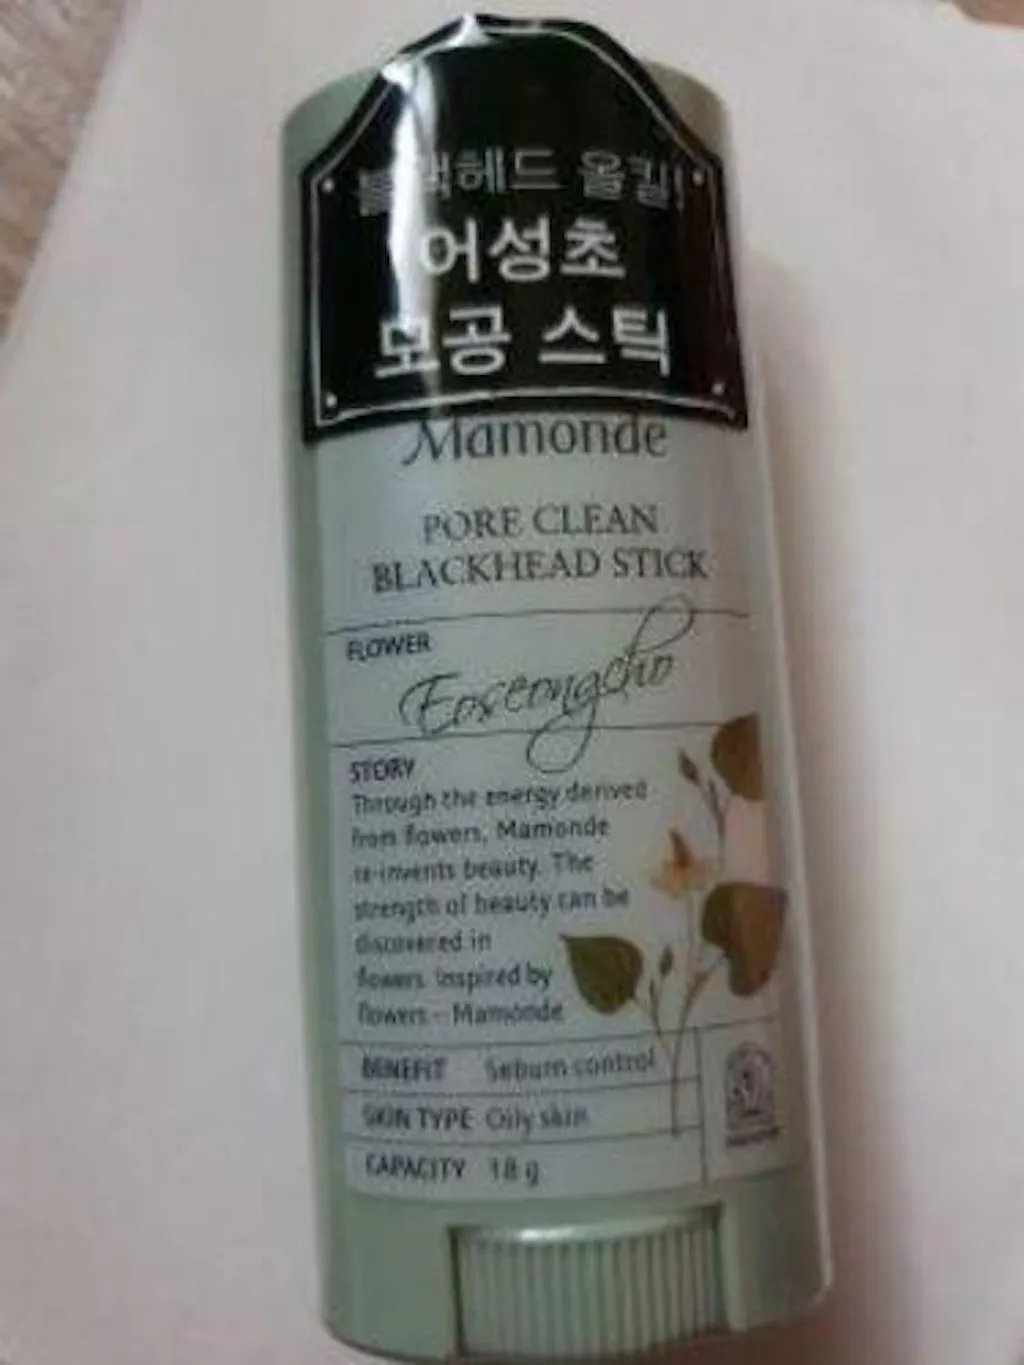 블랙헤드 올킬!
어성초
모공 스틱
Mamonde
PORE CLEAN
BLACKHEAD STICK
FLOWER
Eoseongcho
STORY
Through the energy derived
from flowers, Mamonde
re-invents beauty. The
strength of beauty can be
discovered in
flowers. Inspired by
flowers - Mamonde
BENEFIT Sebum control
SKIN TYPE Oily skin
CAPACITY 18 g